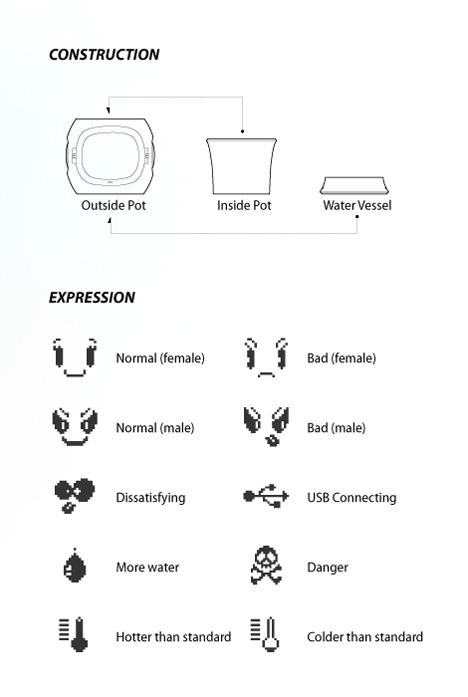 CONSTRUCTION
Outside Pot
Inside Pot
Water Vessel
EXPRESSION
Normal (female)
Bad (female)
Normal (male)
Bad (male)
Dissatisfying
USB Connecting
More water
Danger
Hotter than standard
Colder than standard